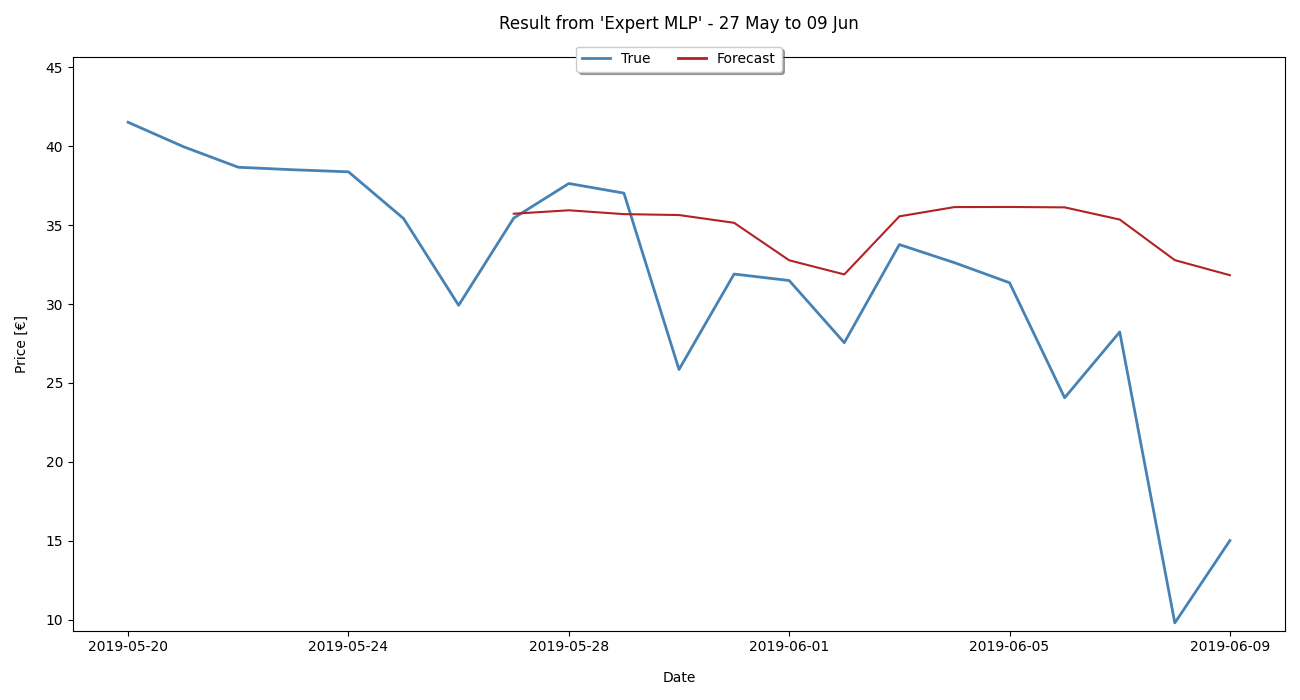 Result from 'Expert MLP' - 27 May to 09 Jun
True Forecast
45
40
35
30
25
20
15
10
Price [€]
2019-05-20 2019-05-24 2019-05-28 2019-06-01 2019-06-05 2019-06-09
Date